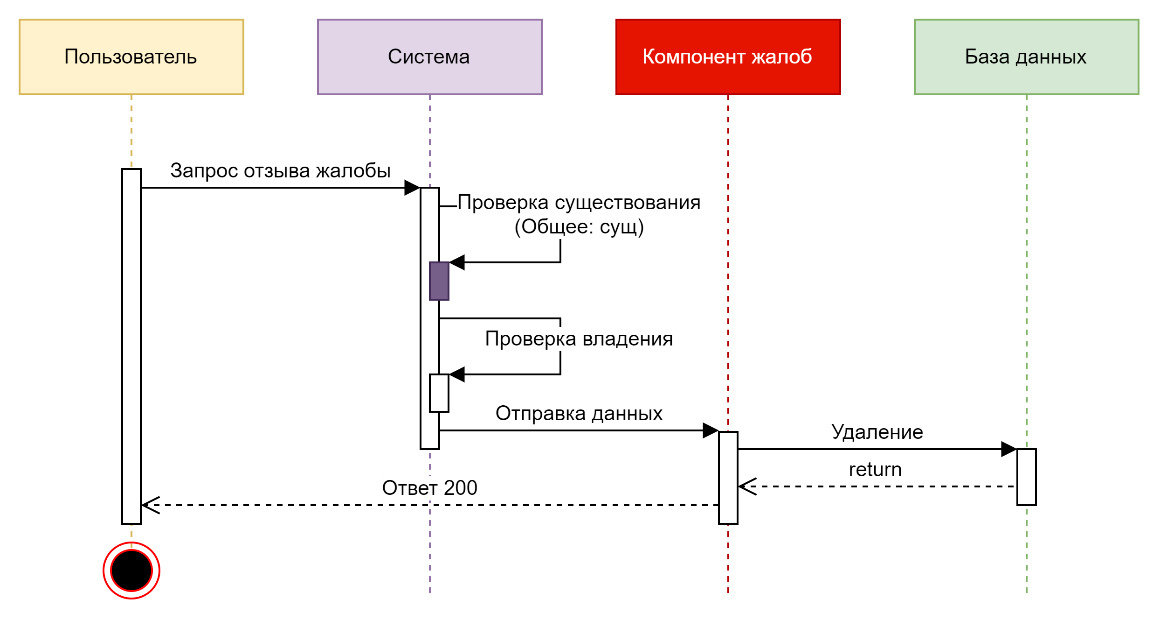 Пользователь
Система
Компонент жалоб
База данных
Запрос отзыва жалобы
Проверка существования
(Общее: сущ)
Проверка владения
Отправка данных
Удаление
return
Ответ 200